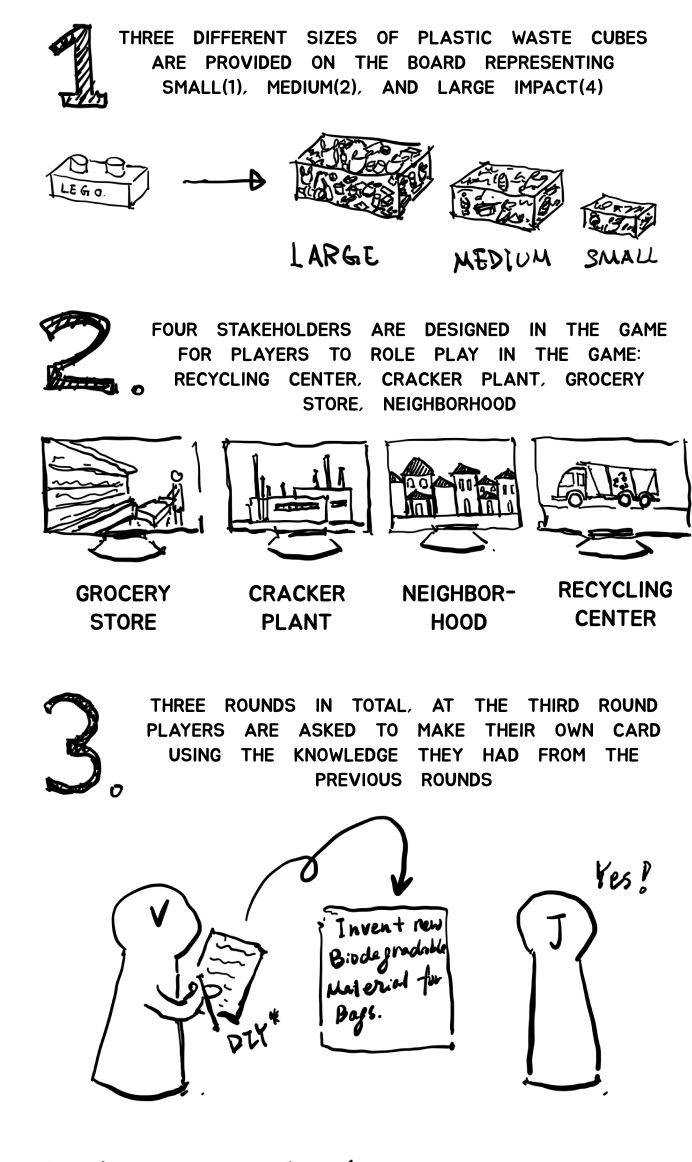 1
THREE DIFFERENT SIZES OF PLASTIC WASTE CUBES
ARE PROVIDED ON THE BOARD REPRESENTING
SMALL(1), MEDIUM(2), AND LARGE IMPACT(4)
LEGO.
LARGE
MEDIUM
SMALL
2.
FOUR STAKEHOLDERS ARE DESIGNED IN THE GAME
FOR PLAYERS TO ROLE PLAY IN THE GAME:
RECYCLING CENTER, CRACKER PLANT, GROCERY
STORE, NEIGHBORHOOD
GROCERY
STORE
CRACKER
PLANT
NEIGHBOR-
HOOD
RECYCLING
CENTER
3.
THREE ROUNDS IN TOTAL, AT THE THIRD ROUND
PLAYERS ARE ASKED TO MAKE THEIR OWN CARD
USING THE KNOWLEDGE THEY HAD FROM THE
PREVIOUS ROUNDS
V
DIY*
Invent new
Biodegradable
Material for
Bags.
J
Yes!